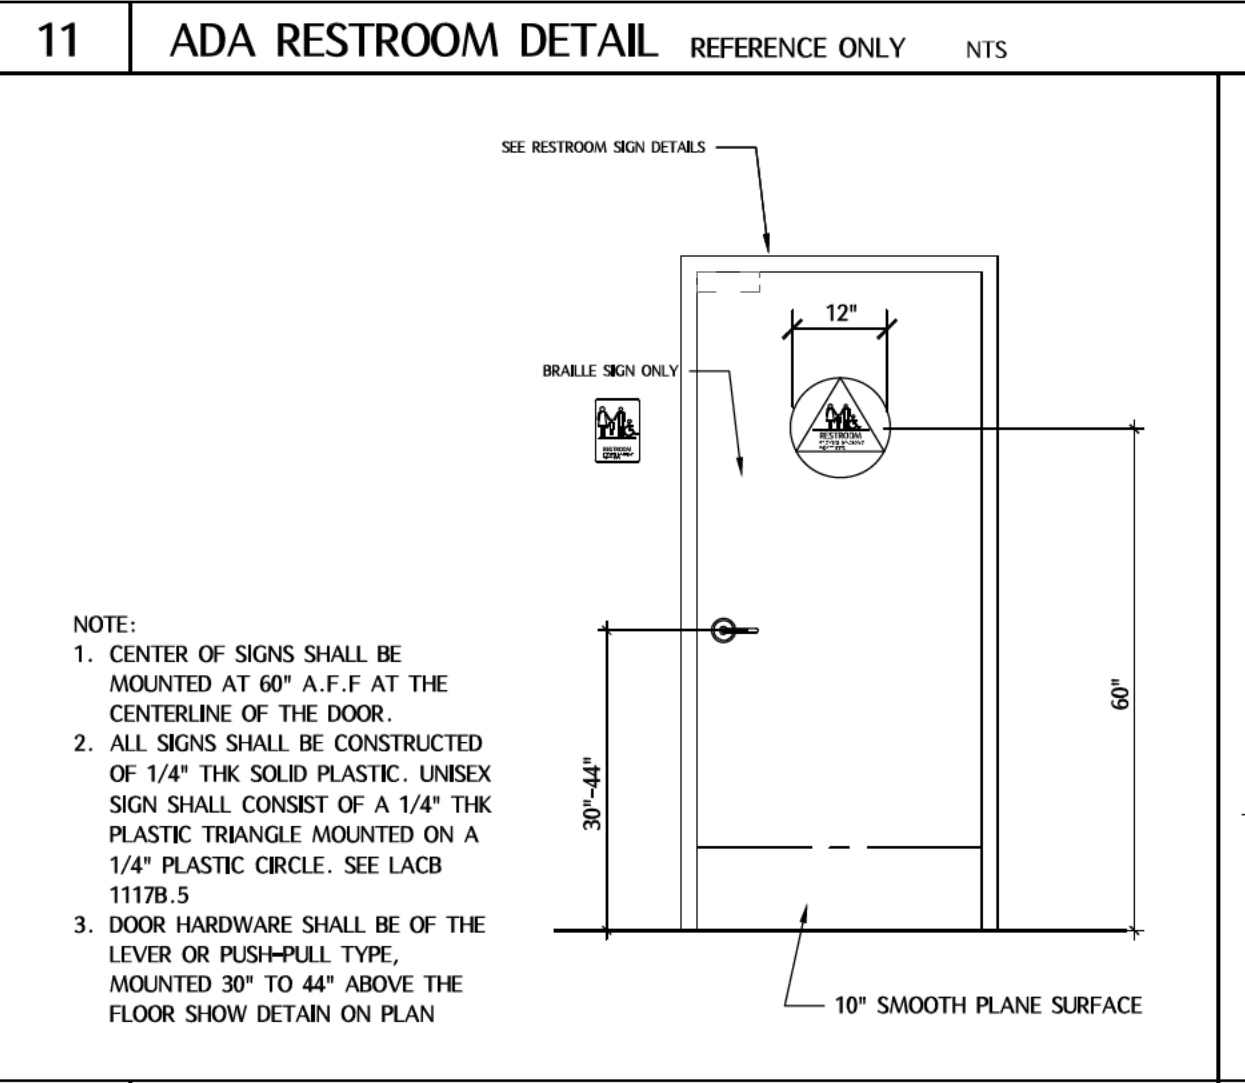 11
ADA RESTROOM DETAIL REFERENCE ONLY NTS
SEE RESTROOM SIGN DETAILS
12"
BRAILLE SIGN ONLY
RESTROOM
RESTROOM
60"
30"-44"
NOTE:
1. CENTER OF SIGNS SHALL BE
MOUNTED AT 60" A.F.F AT THE
CENTERLINE OF THE DOOR.
2. ALL SIGNS SHALL BE CONSTRUCTED
OF 1/4" THK SOLID PLASTIC. UNISEX
SIGN SHALL CONSIST OF A 1/4" THK
PLASTIC TRIANGLE MOUNTED ON A
1/4" PLASTIC CIRCLE. SEE LACB
1117B.5
3. DOOR HARDWARE SHALL BE OF THE
LEVER OR PUSH-PULL TYPE,
MOUNTED 30" TO 44" ABOVE THE
FLOOR SHOW DETAIN ON PLAN
10" SMOOTH PLANE SURFACE